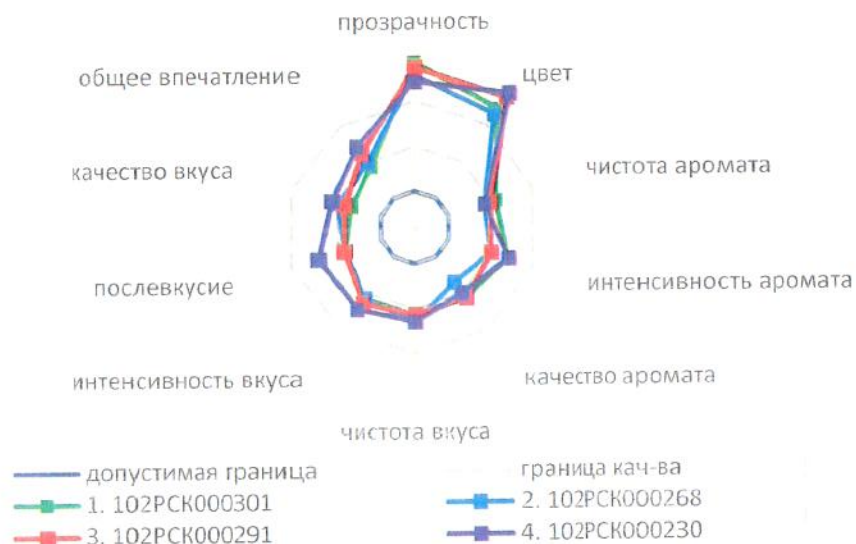 прозрачность
общее впечатление
цвет
качество вкуса
чистота аромата
послевкусие
интенсивность аромата
интенсивность вкуса
качество аромата
чистота вкуса
допустимая граница
граница кач-ва
1. 102РСК000301
2. 102РСК000268
3. 102РСК000291
4. 102РСК000230